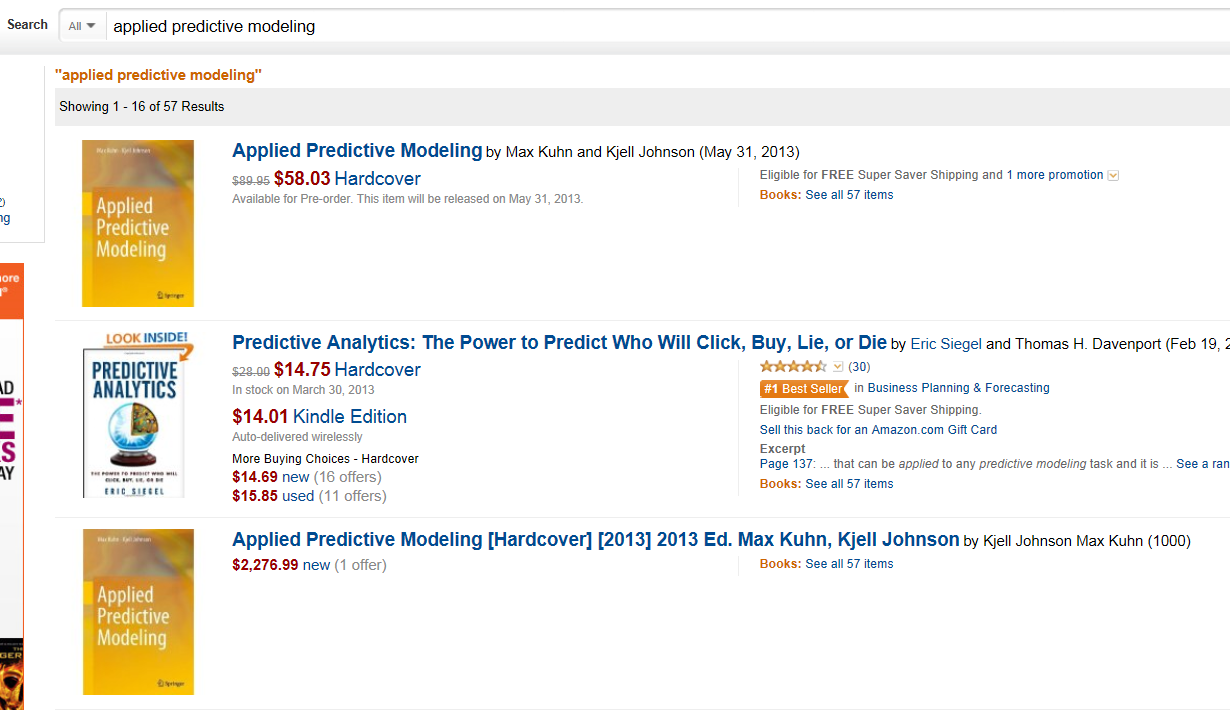 Search All applied predictive modeling
"applied predictive modeling"
Showing 1 - 16 of 57 Results
Max Kuhn · Kjell Johnson
Applied
Predictive
Modeling
Springer
Applied Predictive Modeling by Max Kuhn and Kjell Johnson (May 31, 2013)
$89.95 $58.03 Hardcover
Available for Pre-order. This item will be released on May 31, 2013.
Eligible for FREE Super Saver Shipping and 1 more promotion
Books: See all 57 items
LOOK INSIDE!
PREDICTIVE
ANALYTICS
THE POWER TO PREDICT WHO WILL
CLICK, BUY, LIE, OR DIE
ERIC SIEGEL
Predictive Analytics: The Power to Predict Who Will Click, Buy, Lie, or Die by Eric Siegel and Thomas H. Davenport (Feb 19, 2
$28.00 $14.75 Hardcover
In stock on March 30, 2013
$14.01 Kindle Edition
Auto-delivered wirelessly
More Buying Choices - Hardcover
$14.69 new (16 offers)
$15.85 used (11 offers)
(30)
#1 Best Seller in Business Planning & Forecasting
Eligible for FREE Super Saver Shipping.
Sell this back for an Amazon.com Gift Card
Excerpt
Page 137: ... that can be applied to any predictive modeling task and it is ... See a ran
Books: See all 57 items
Max Kuhn · Kjell Johnson
Applied
Predictive
Modeling
Springer
Applied Predictive Modeling [Hardcover] [2013] 2013 Ed. Max Kuhn, Kjell Johnson by Kjell Johnson Max Kuhn (1000)
$2,276.99 new (1 offer)
Books: See all 57 items